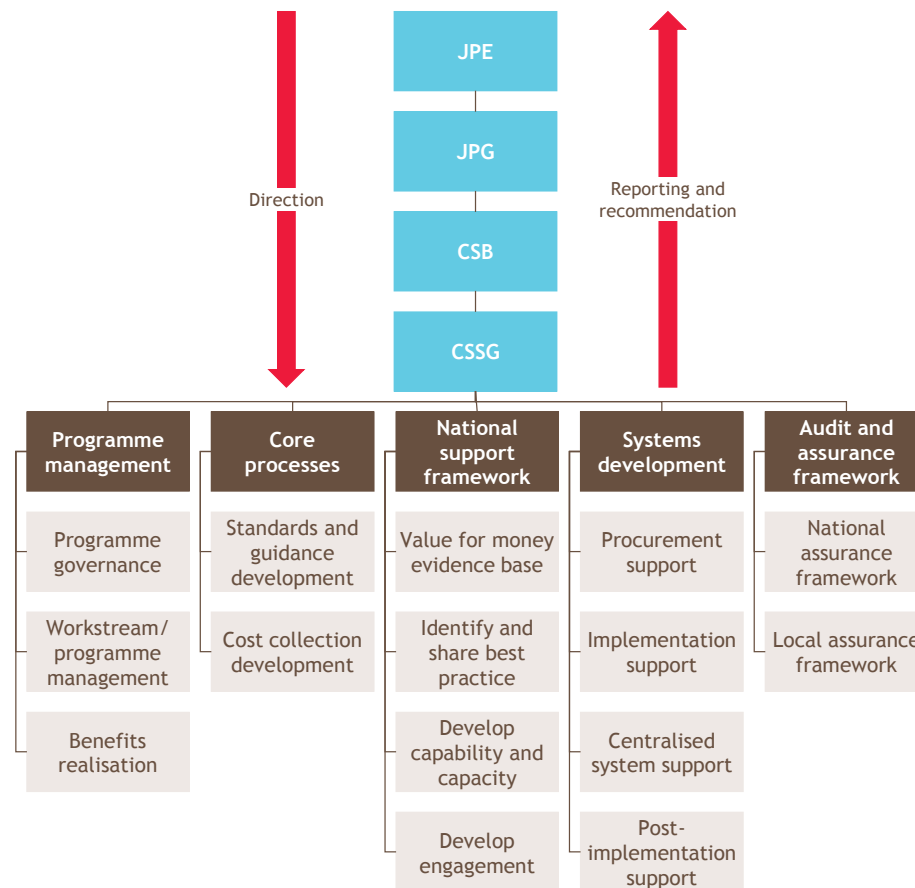 JPE
JPG
Direction
Reporting and
recommendation
CSB
CSSG
Programme
management
Core
processes
National
support
framework
Systems
development
Audit and
assurance
framework
Programme
governance
Standards and
guidance
development
Value for money
evidence base
Procurement
support
National
assurance
framework
Workstream/
programme
management
Cost collection
development
Identify and
share best
practice
Implementation
support
Local assurance
framework
Benefits
realisation
Develop
capability and
capacity
Centralised
system support
Develop
engagement
Post-
implementation
support